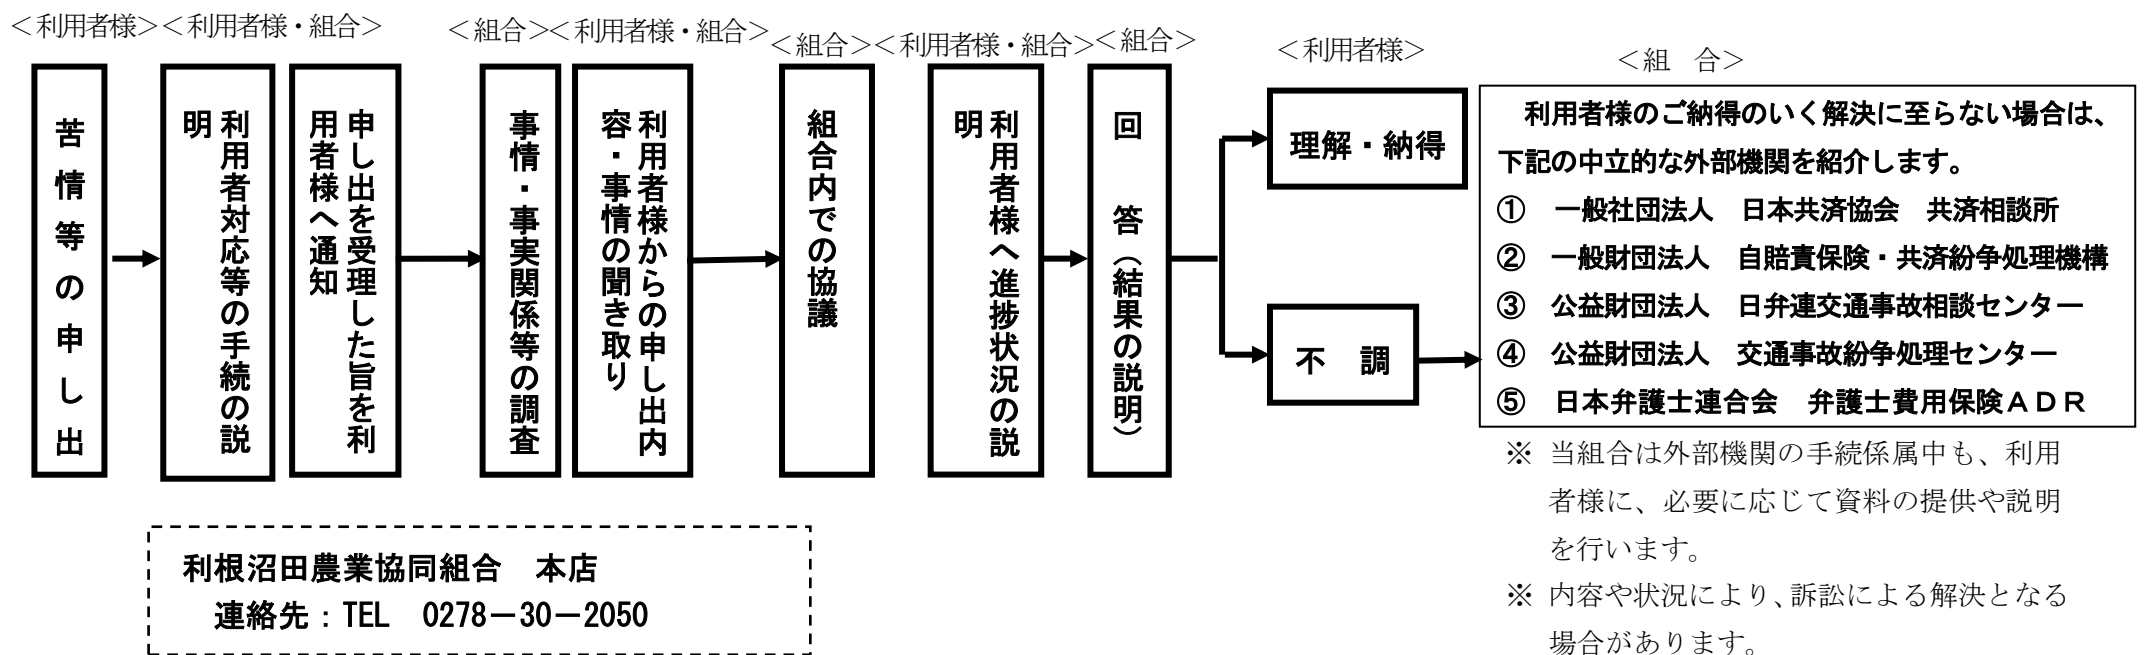 ＜利用者様＞
＜利用者様・組合＞
＜組合＞
＜利用者様・組合＞
＜組合＞
＜利用者様・組合＞
＜組合＞
＜利用者様＞
＜組　合＞
苦情等の申し出
利用者対応等の手続の説
明
申し出を受理した旨を利
用者様へ通知
事情・事実関係等の調査
利用者様からの申し出内
容・事情の聞き取り
組合内での協議
利用者様へ進捗状況の説
明
回　答（結果の説明）
理解・納得
不　調
利用者様のご納得のいく解決に至らない場合は、
下記の中立的な外部機関を紹介します。
①　一般社団法人　日本共済協会　共済相談所
②　一般財団法人　自賠責保険・共済紛争処理機構
③　公益財団法人　日弁連交通事故相談センター
④　公益財団法人　交通事故紛争処理センター
⑤　日本弁護士連合会　弁護士費用保険ＡＤＲ
※ 当組合は外部機関の手続係属中も、利用
者様に、必要に応じて資料の提供や説明
を行います。
※ 内容や状況により、訴訟による解決となる
場合があります。
利根沼田農業協同組合　本店
連絡先：TEL　0278－30－2050